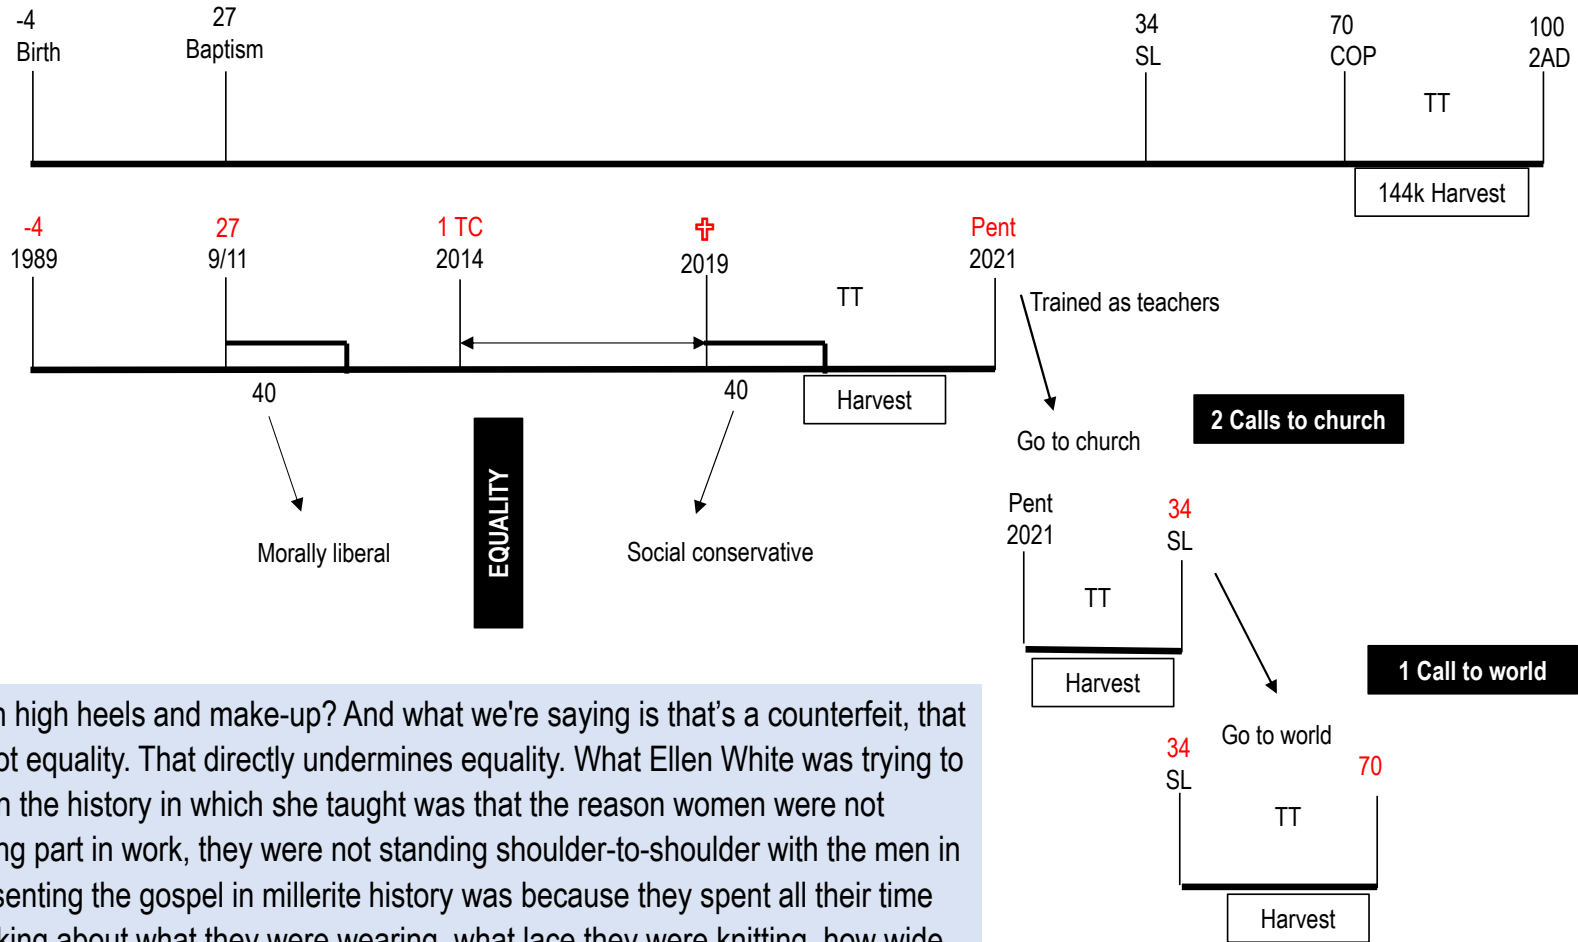 -4
Birth
27
Baptism
34
SL
70
COP
100
2AD
TT
144k Harvest
-4
1989
27
9/11
1 TC
2014
✞
2019
TT
Pent
2021
Trained as teachers
40
40
Harvest
2 Calls to church
Go to church
EQUALITY
Morally liberal
Social conservative
Pent
2021
34
SL
TT
Harvest
1 Call to world
Go to world
34
SL
70
TT
Harvest
high heels and make-up? And what we're saying is that's a counterfeit, that
equality. That directly undermines equality. What Ellen White was trying to
the history in which she taught was that the reason women were not
part in work, they were not standing shoulder-to-shoulder with the men in
the gospel in millerite history was because they spent all their time
about what they were wearing, what lace they were knitting, how wide